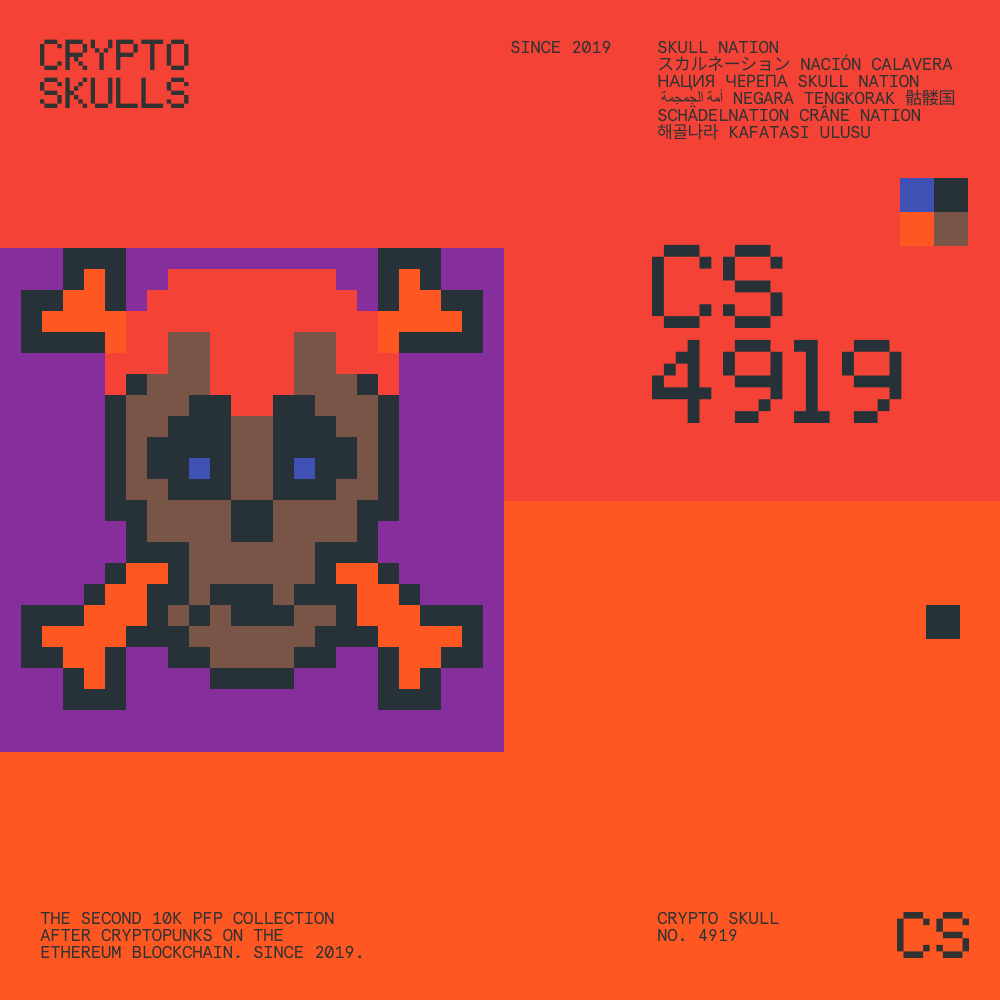 CRYPTO
SKULLS
SINCE 2019
SKULL NATION
スカルネーション NACIÓN CALAVERA
НАЦИЯ ЧЕРЕПА SKULL NATION
أمة الجمجمة NEGARA TENGKORAK 骷髅国
SCHÄDELNATION CRÂNE NATION
해골나라 KAFATASI ULUSU
CS
4919
THE SECOND 10K PFP COLLECTION
AFTER CRYPTOPUNKS ON THE
ETHEREUM BLOCKCHAIN. SINCE 2019.
CRYPTO SKULL
NO. 4919
CS